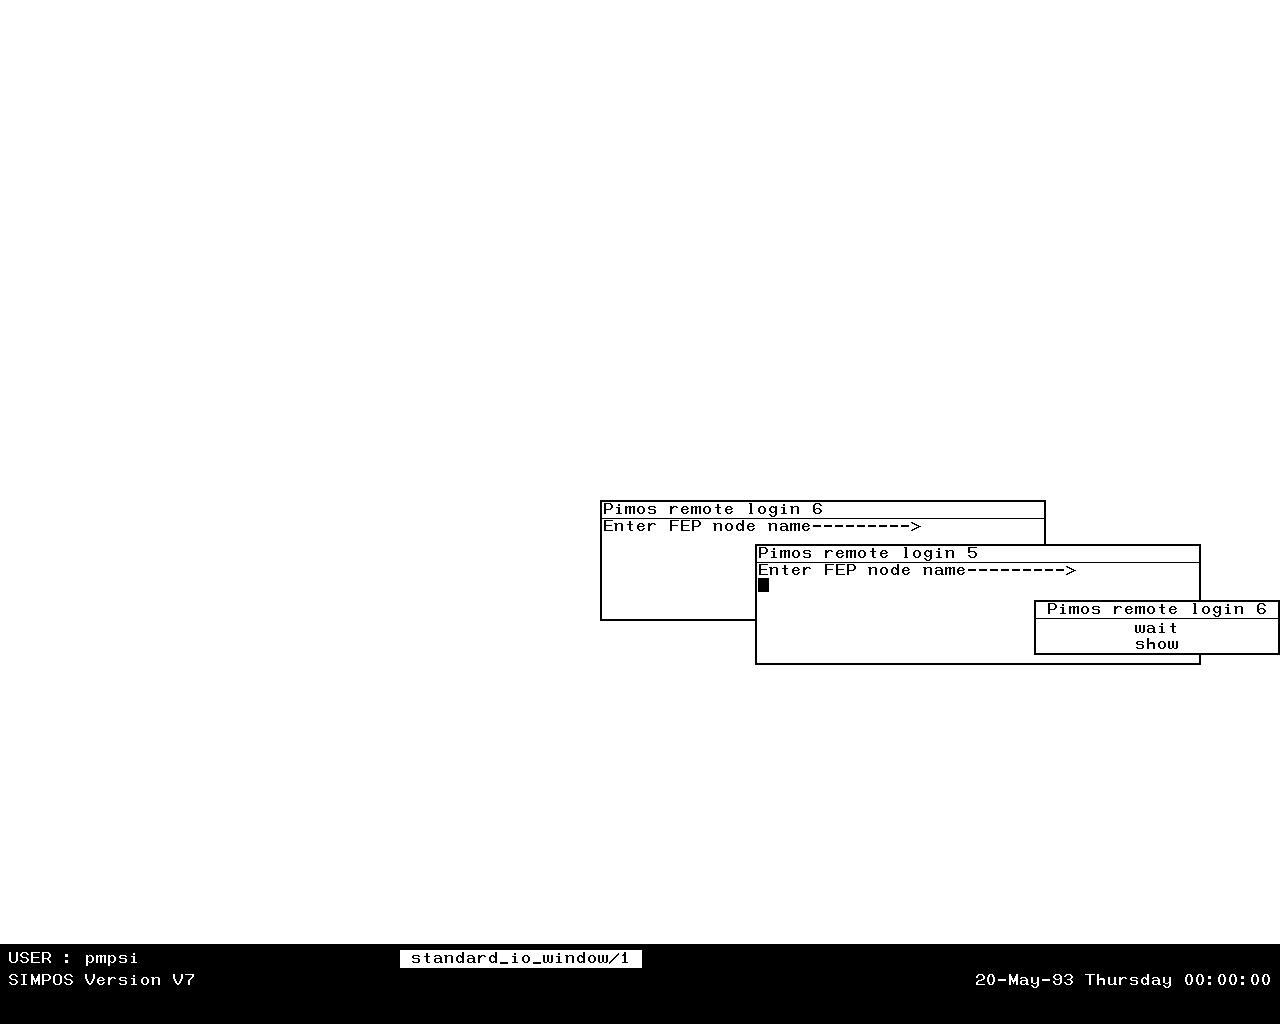 Pimos remote login 6
Enter FEP node name--------->
Pimos remote login 5
Enter FEP node name--------->
Pimos remote login 6
wait
show
USER : pmpsi
standard_io_window/1
SIMPOS Version V7
20-May-93 Thursday 00:00:00